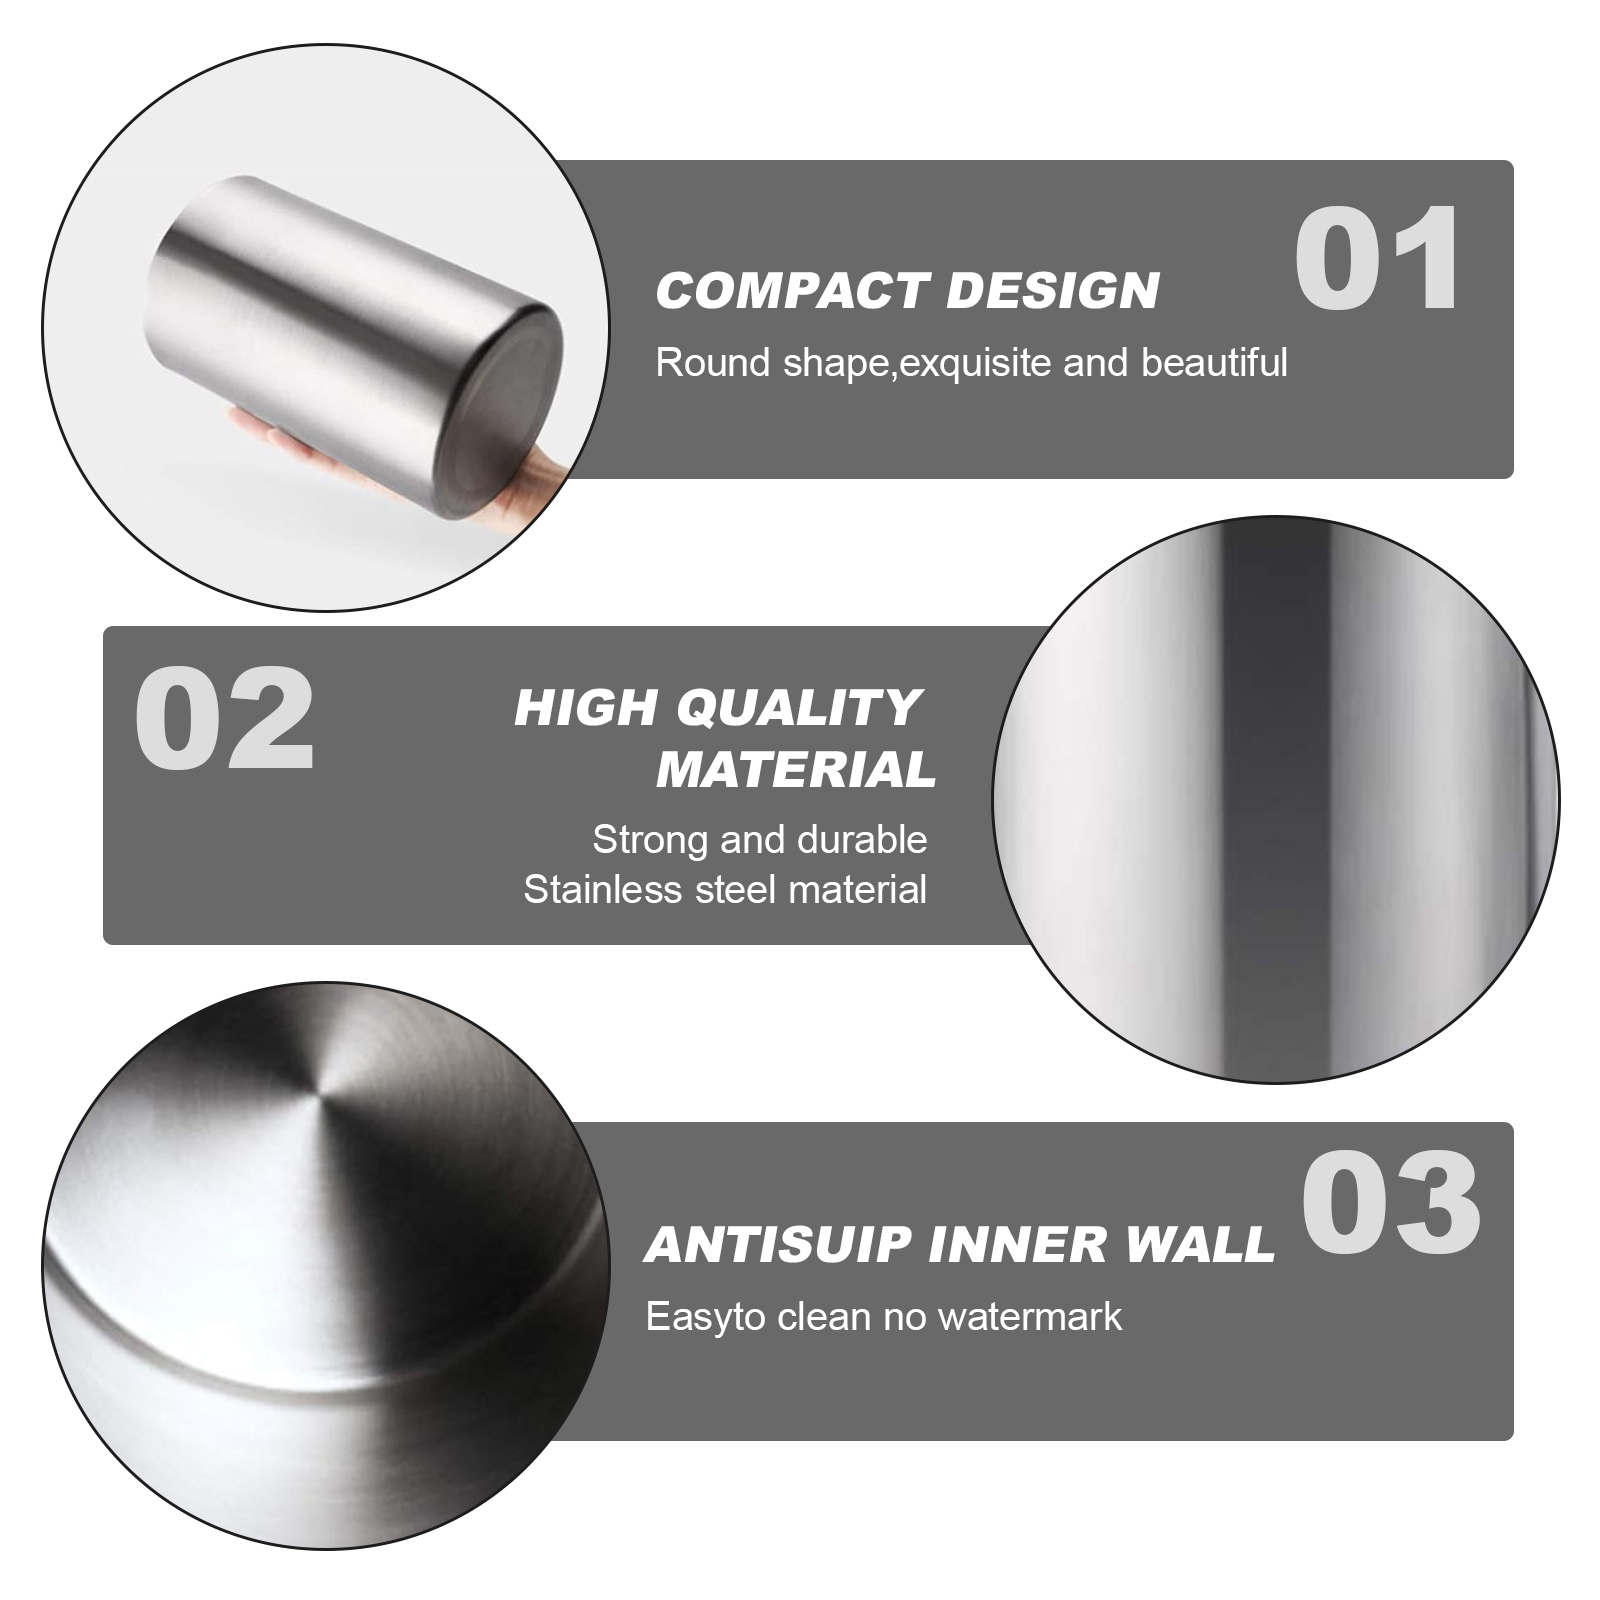 01
COMPACT DESIGN
Round shape,exquisite and beautiful
02
HIGH QUALITY
MATERIAL
Strong and durable
Stainless steel material
03
ANTISUIP INNER WALL
Easyto clean no watermark